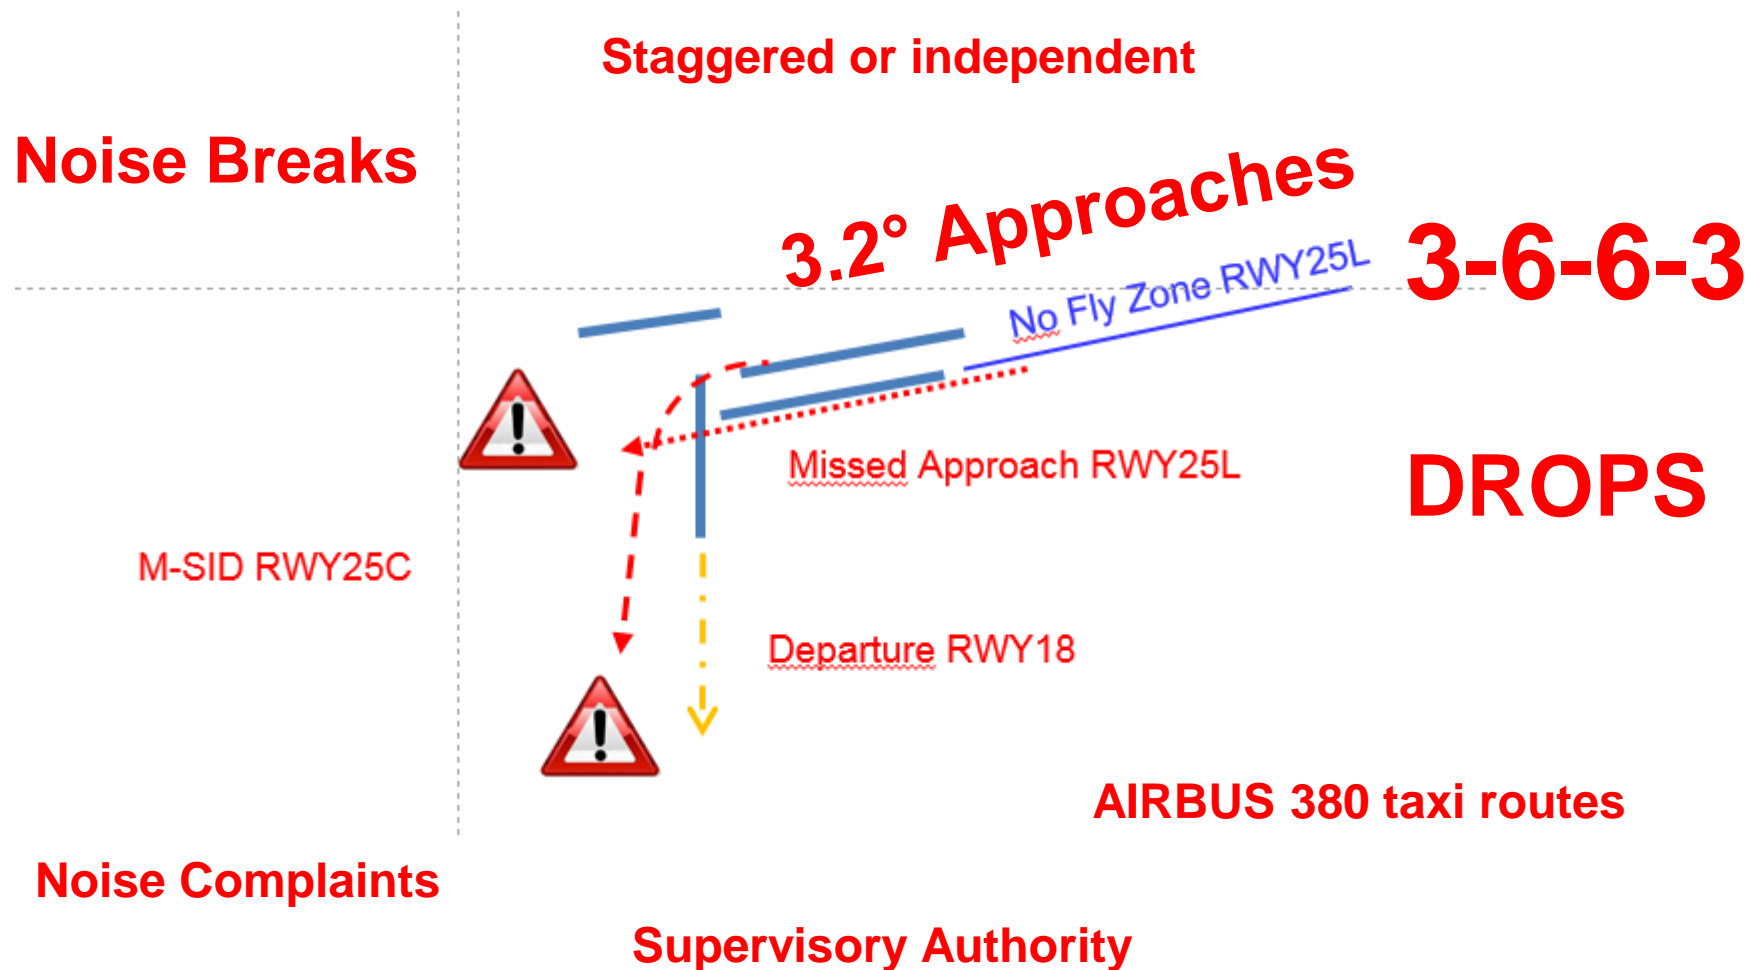 Staggered or independent
Noise Breaks
3.2° Approaches
3-6-6-3
No Fly Zone RWY25L
Missed Approach RWY25L
DROPS
M-SID RWY25C
Departure RWY18
AIRBUS 380 taxi routes
Noise Complaints
Supervisory Authority